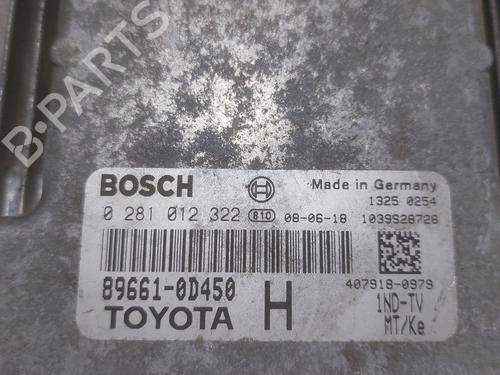 B-PARTS
BOSCH
Made in Germany
1325 0254
0 281 012 322 810 08-06-18 1039S28726
89661-0D450
407918-0979
TOYOTA H 1ND-TV
MT/Ke